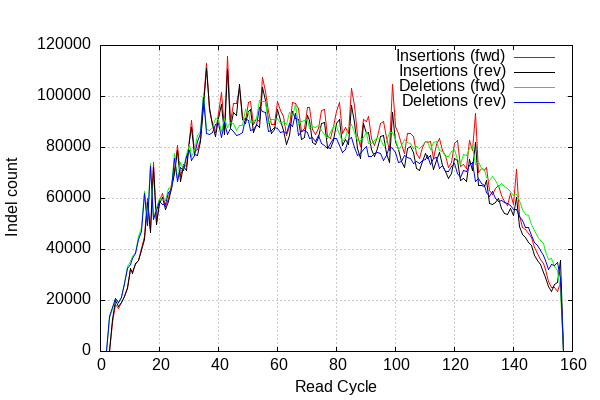 120000
100000
80000
60000
40000
20000
0
Indel count
Insertions (fwd)
Insertions (rev)
Deletions (fwd)
Deletions (rev)
0 20 40 60 80 100 120 140 160
Read Cycle